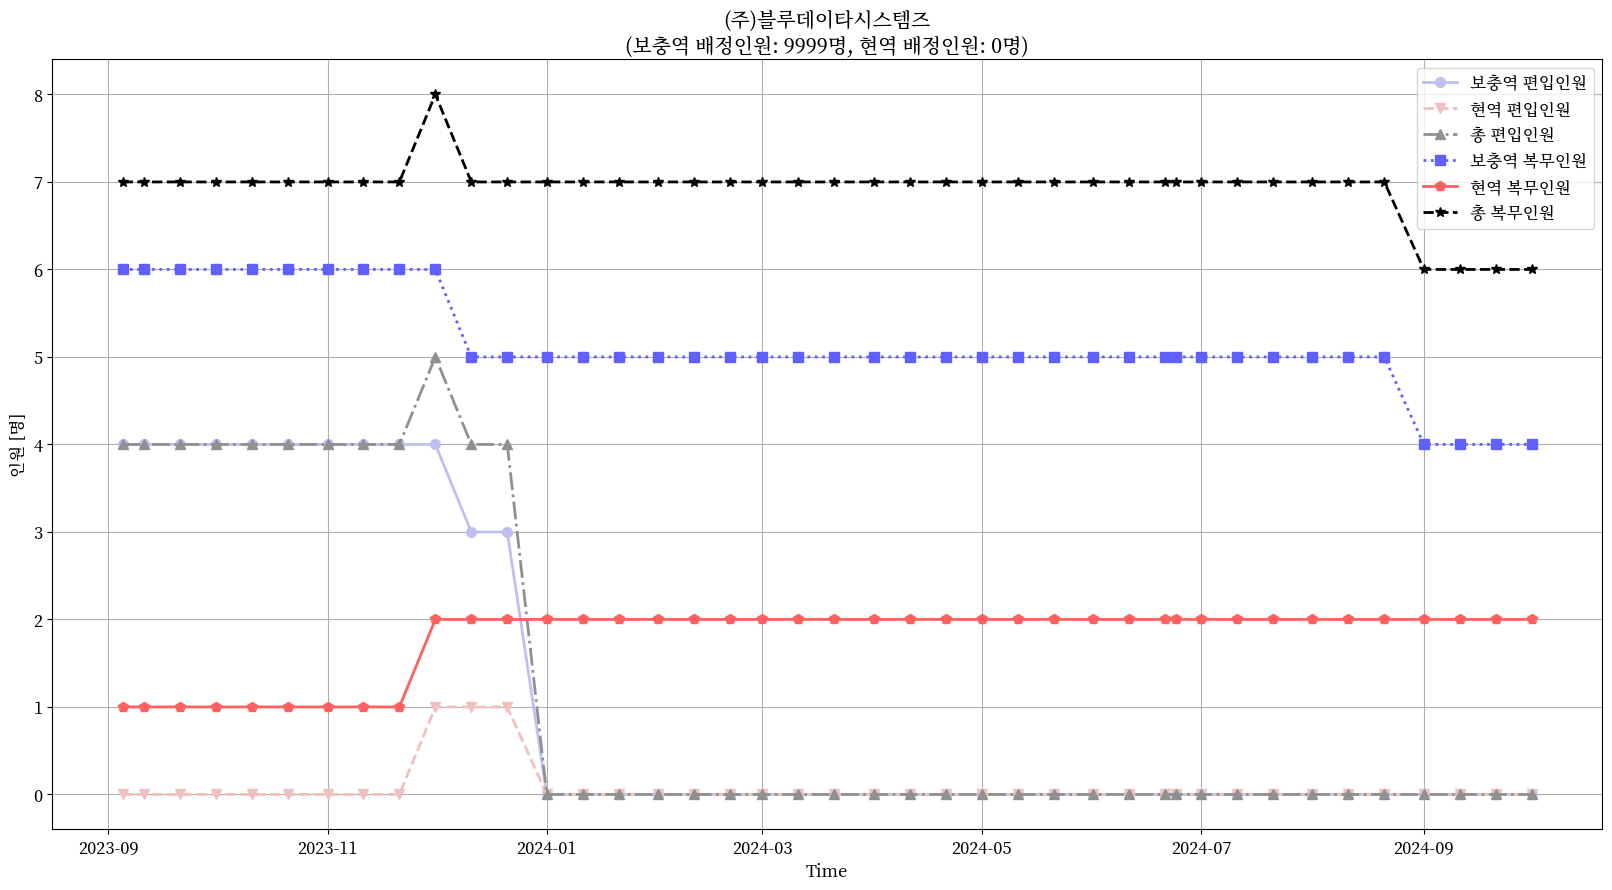 (주)블루데이타시스템즈
(보충역 배정인원: 9999명, 현역 배정인원: 0명)
보충역 편입인원
현역 편입인원
총 편입인원
보충역 복무인원
현역 복무인원
총 복무인원
인원 [명]
8
7
6
5
4
3
2
1
0
2023-09
2023-11
2024-01
2024-03
2024-05
2024-07
2024-09
Time